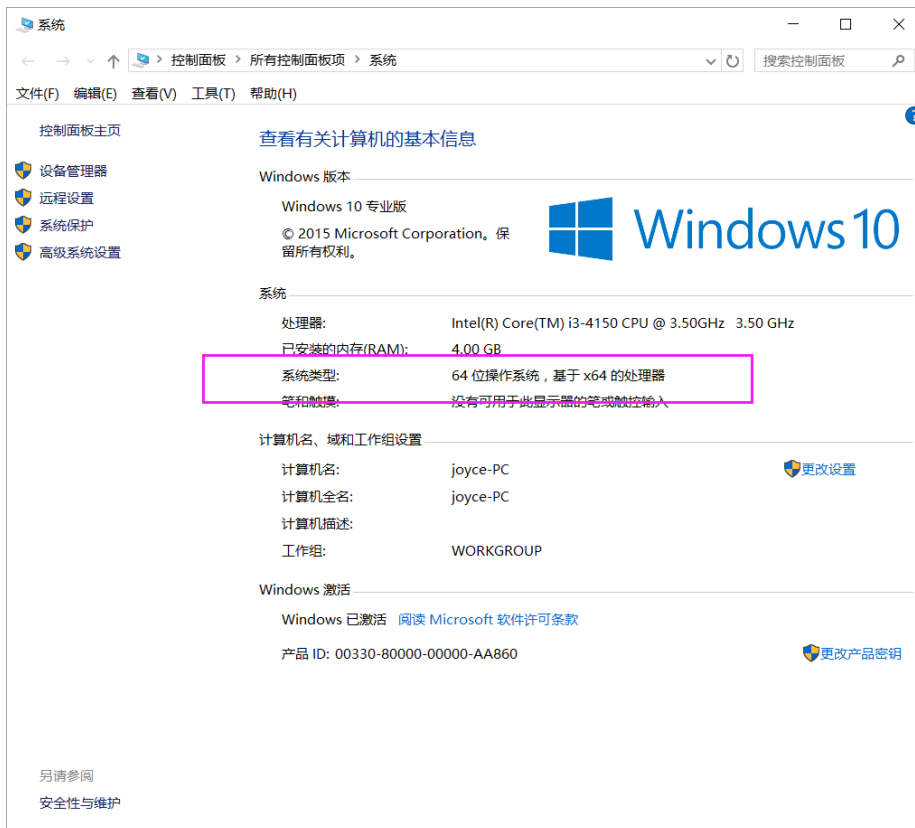 系统
控制面板 > 所有控制面板项 > 系统
搜索控制面板
文件(F) 编辑(E) 查看(V) 工具(T) 帮助(H)
控制面板主页
设备管理器
远程设置
系统保护
高级系统设置
查看有关计算机的基本信息
Windows 版本
Windows 10 专业版
© 2015 Microsoft Corporation。保
留所有权利。
Windows 10
系统
处理器: Intel(R) Core(TM) i3-4150 CPU @ 3.50GHz 3.50 GHz
已安装的内存(RAM): 4.00 GB
系统类型: 64 位操作系统，基于 x64 的处理器
笔和触摸: 没有可用于此显示器的笔或触控输入
计算机名、域和工作组设置
计算机名: joyce-PC
更改设置
计算机全名: joyce-PC
计算机描述:
工作组: WORKGROUP
Windows 激活
Windows 已激活 阅读 Microsoft 软件许可条款
产品 ID: 00330-80000-00000-AA860
更改产品密钥
另请参阅
安全性与维护